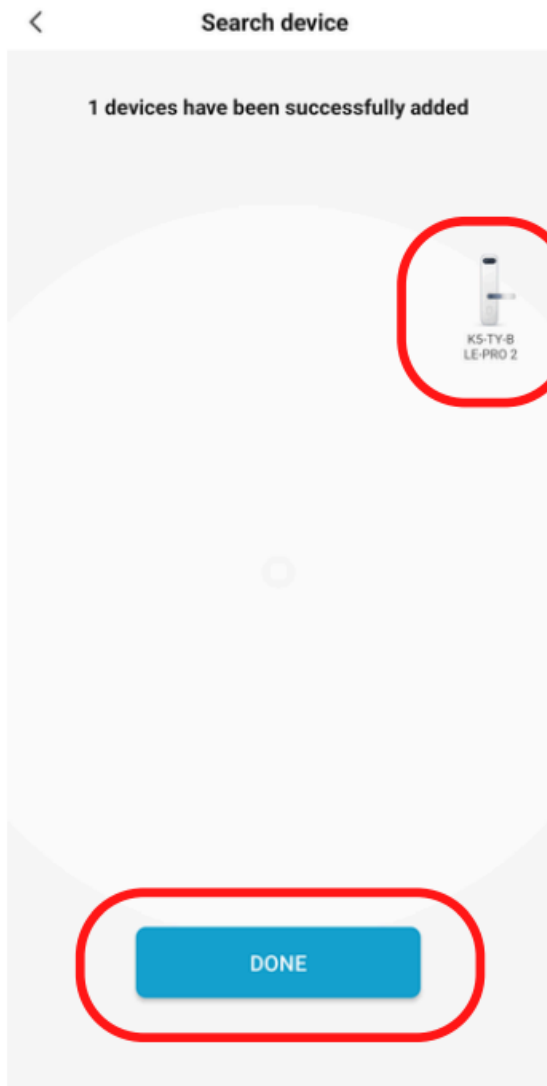 Search device
1 devices have been successfully added
K5-TY-B
LE-PRO 2
DONE